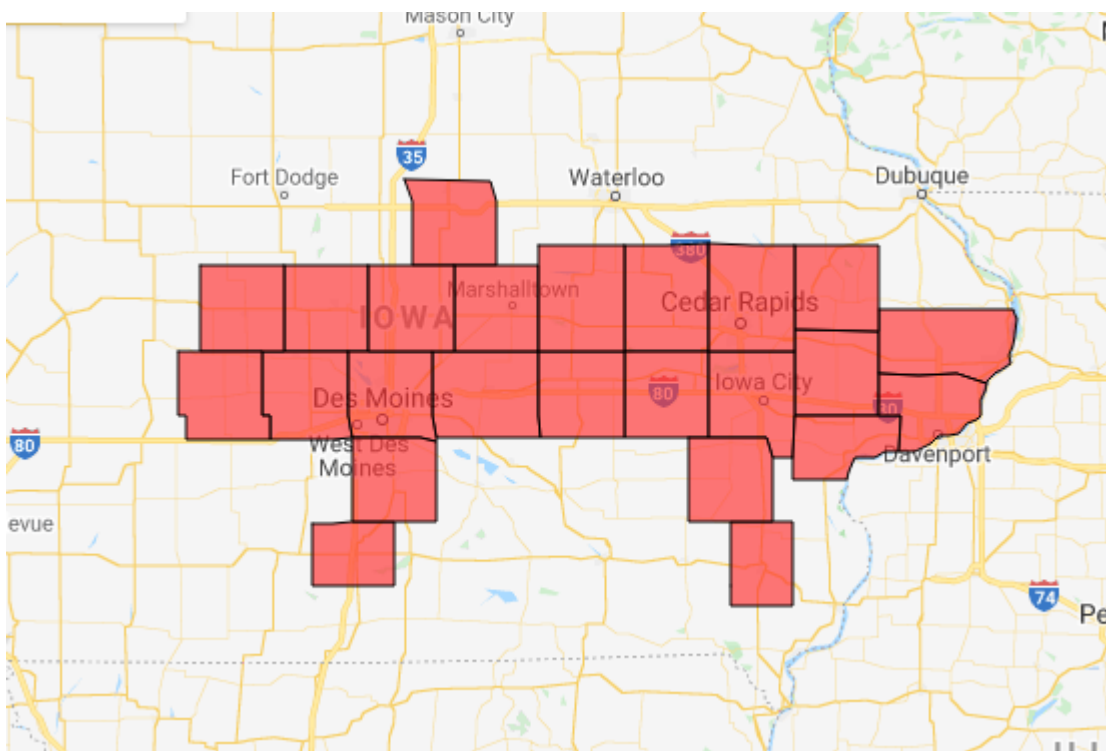 Mason City
35
Fort Dodge
Waterloo
Dubuque
380
Marshalltown
IOWA
Cedar Rapids
Des Moines
80
Iowa City
80
80
West Des
Moines
Davenport
evue
74
Pe